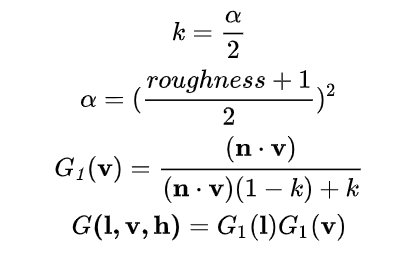 k = α/2
α = ((roughness + 1)/2)²
G₁(v) = (n · v)/((n · v)(1 − k) + k)
G(l, v, h) = G₁(l)G₁(v)